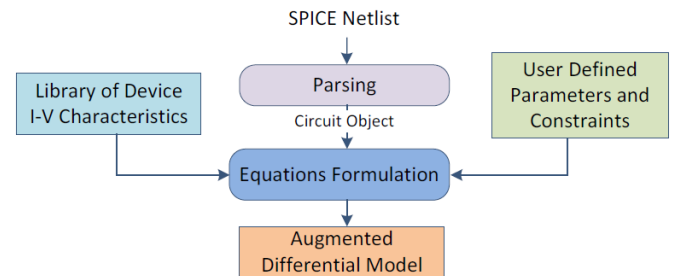 SPICE Netlist
Parsing
Circuit Object
Library of Device
I-V Characteristics
User Defined
Parameters and
Constraints
Equations Formulation
Augmented
Differential Model